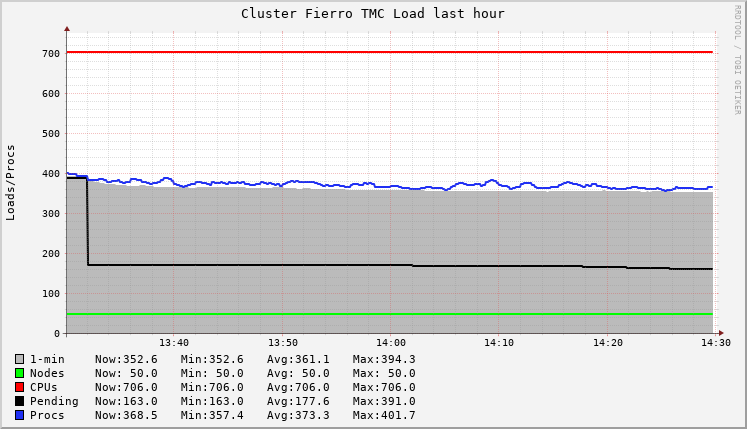 Cluster Fierro TMC Load last hour
RRDTOOL / TOBI OETIKER
Loads/Procs
700
600
500
400
300
200
100
0
13:40 13:50 14:00 14:10 14:20 14:30
1-min Now:352.6 Min:352.6 Avg:361.1 Max:394.3
Nodes Now: 50.0 Min: 50.0 Avg: 50.0 Max: 50.0
CPUs Now:706.0 Min:706.0 Avg:706.0 Max:706.0
Pending Now:163.0 Min:163.0 Avg:177.6 Max:391.0
Procs Now:368.5 Min:357.4 Avg:373.3 Max:401.7